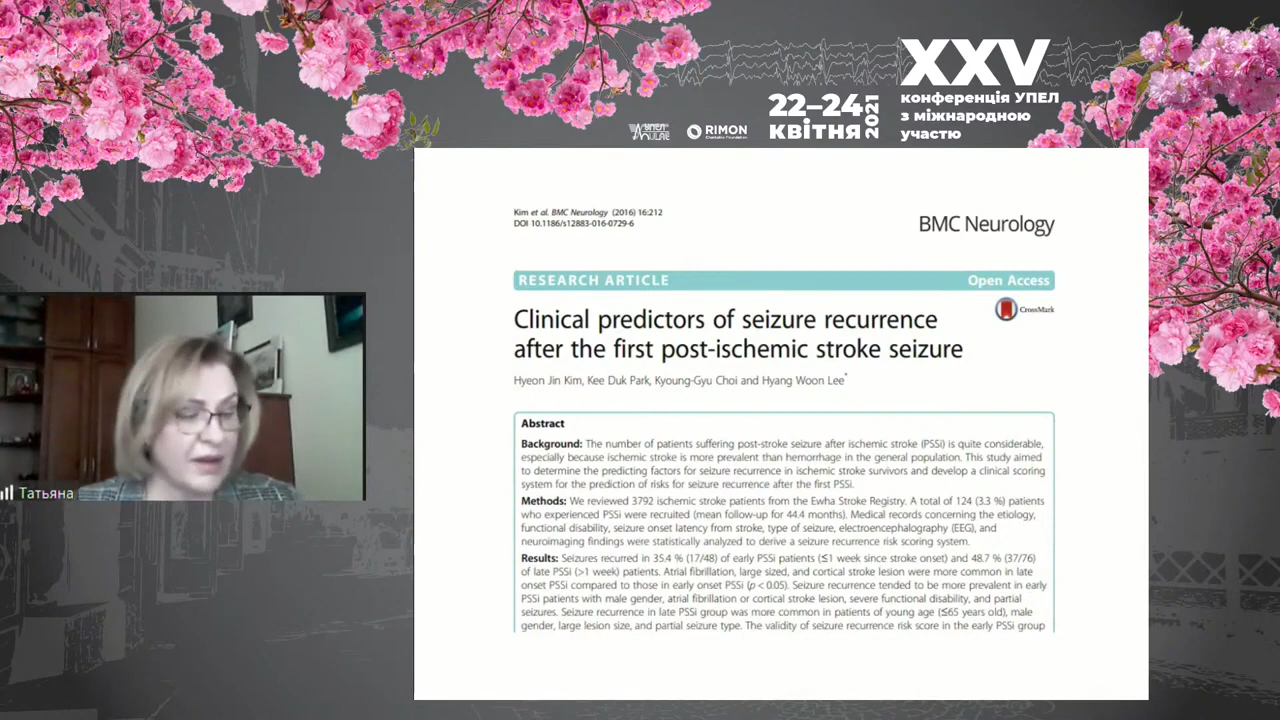 XXV
конференція УПЕЛ
з міжнародною
участю
22–24
квітня
2021
RIMON
ОПТИКА
Татьяна
Kim et al. BMC Neurology (2016) 16:212
DOI 10.1186/s12883-016-0729-6
BMC Neurology
RESEARCH ARTICLE
Open Access
CrossMark
Clinical predictors of seizure recurrence
after the first post-ischemic stroke seizure
Hyeon Jin Kim, Kee Duk Park, Kyoung-Gyu Choi and Hyang Woon Lee*
Abstract
Background: The number of patients suffering post-stroke seizure after ischemic stroke (PSSi) is quite considerable,
especially because ischemic stroke is more prevalent than hemorrhage in the general population. This study aimed
to determine the predicting factors for seizure recurrence in ischemic stroke survivors and develop a clinical scoring
system for the prediction of risks for seizure recurrence after the first PSSi.
Methods: We reviewed 3792 ischemic stroke patients from the Ewha Stroke Registry. A total of 124 (3.3 %) patients
who experienced PSSi were recruited (mean follow-up for 44.4 months). Medical records concerning the etiology,
functional disability, seizure onset latency from stroke, type of seizure, electroencephalography (EEG), and
neuroimaging findings were statistically analyzed to derive a seizure recurrence risk scoring system.
Results: Seizures recurred in 35.4 % (17/48) of early PSSi patients (≤1 week since stroke onset) and 48.7 % (37/76)
of late PSSi (>1 week) patients. Atrial fibrillation, large sized, and cortical stroke lesion were more common in late
onset PSSi compared to those in early onset PSSi (p < 0.05). Seizure recurrence tended to be more prevalent in early
PSSi patients with male gender, atrial fibrillation or cortical stroke lesion, severe functional disability, and partial
seizures. Seizure recurrence in late PSSi group was more common in patients of young age (≤65 years old), male
gender, large lesion size, and partial seizure type. The validity of seizure recurrence risk score in the early PSSi group